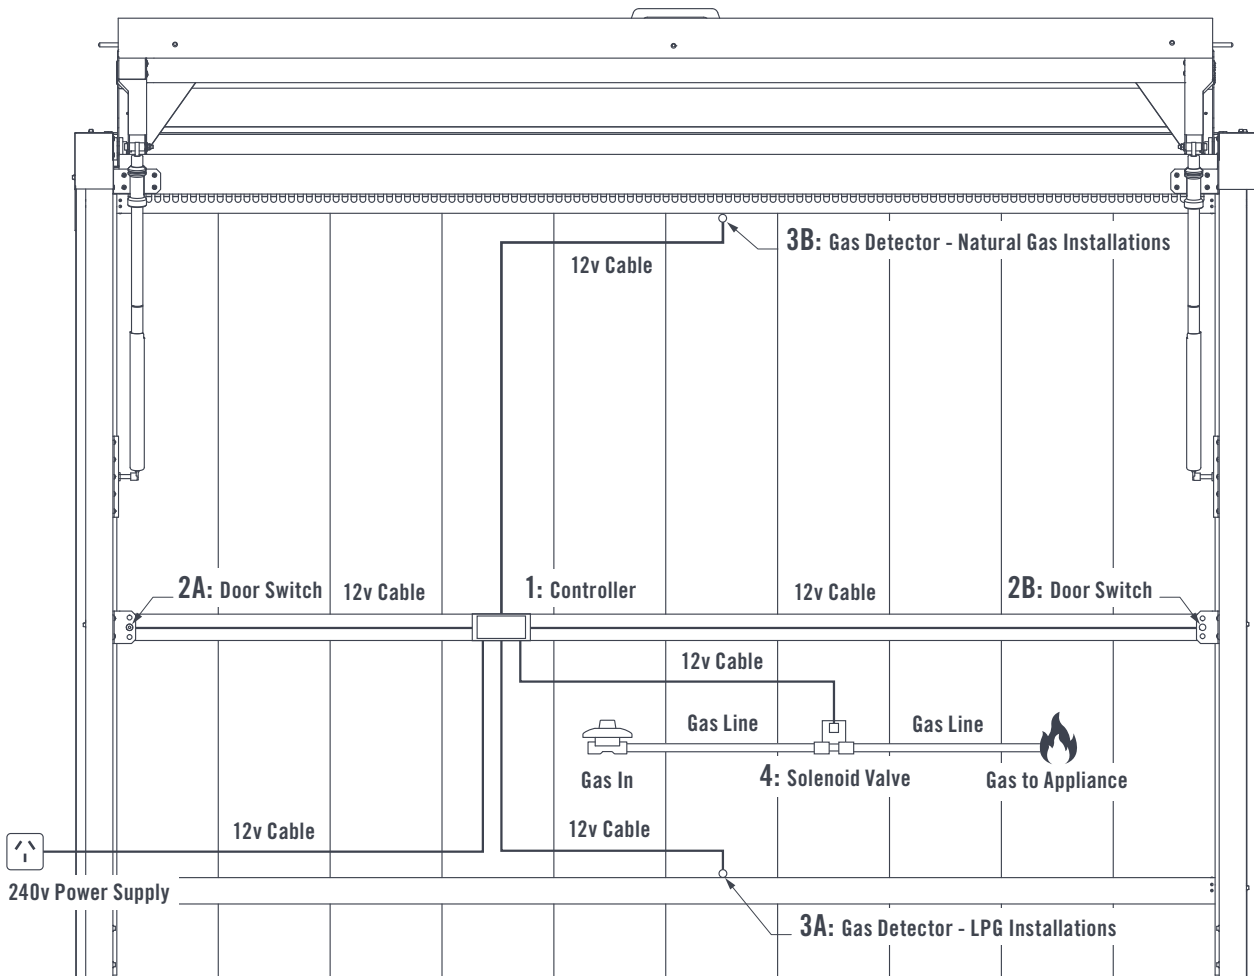 3B: Gas Detector - Natural Gas Installations
12v Cable
2A: Door Switch
12v Cable
1: Controller
12v Cable
2B: Door Switch
12v Cable
Gas Line
Gas Line
Gas In
4: Solenoid Valve
Gas to Appliance
12v Cable
12v Cable
240v Power Supply
3A: Gas Detector - LPG Installations